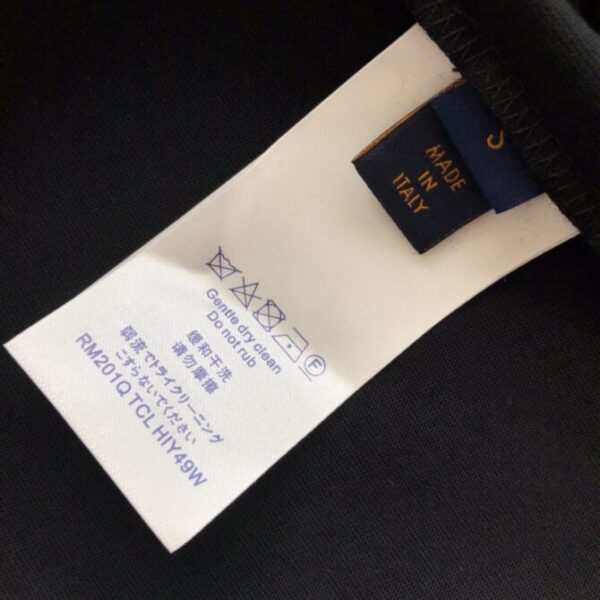 S
MADE
IN
ITALY
Gentle dry clean
Do not rub
缓和干洗
请勿摩擦
弱流でドライクリーニング
こすらないでください
RM201Q TCL HIY49W